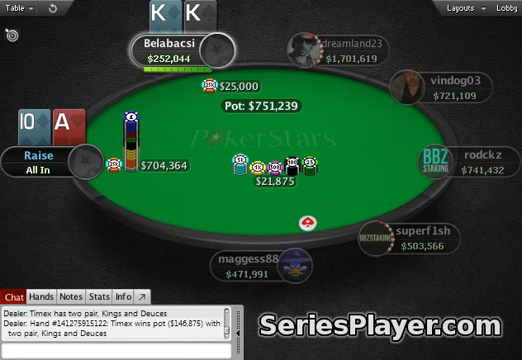 Table
Layouts
Lobby
K K
Belabacsi
$252,044
dreamland23
$1,701,619
vindog03
$721,109
$25,000
Pot: $751,239
PokerStars
10 A
Raise
All In
$704,364
$21,875
BBZ
STAKING
rodckz
$741,432
BBZSTAKING
superf1sh
$503,566
maggess88
$471,991
Chat Hands Notes Stats Info
Dealer: Timex has two pair, Kings and Deuces
Dealer: Hand #141275915122: Timex wins pot ($146,875) with
two pair, Kings and Deuces
SeriesPlayer.com